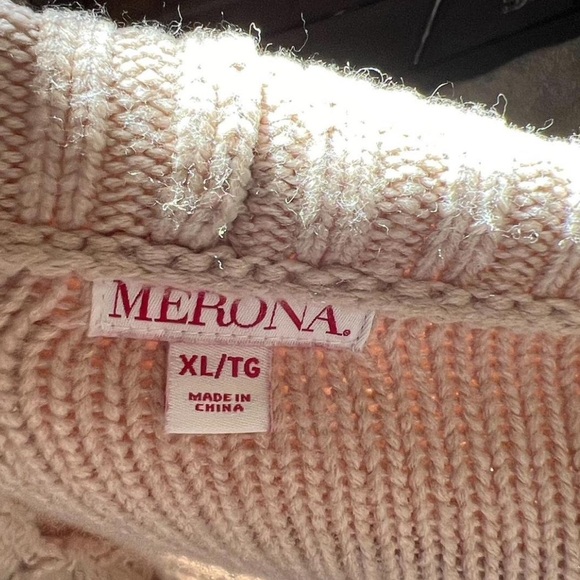 MERONA.
XL/TG
MADE IN
CHINA